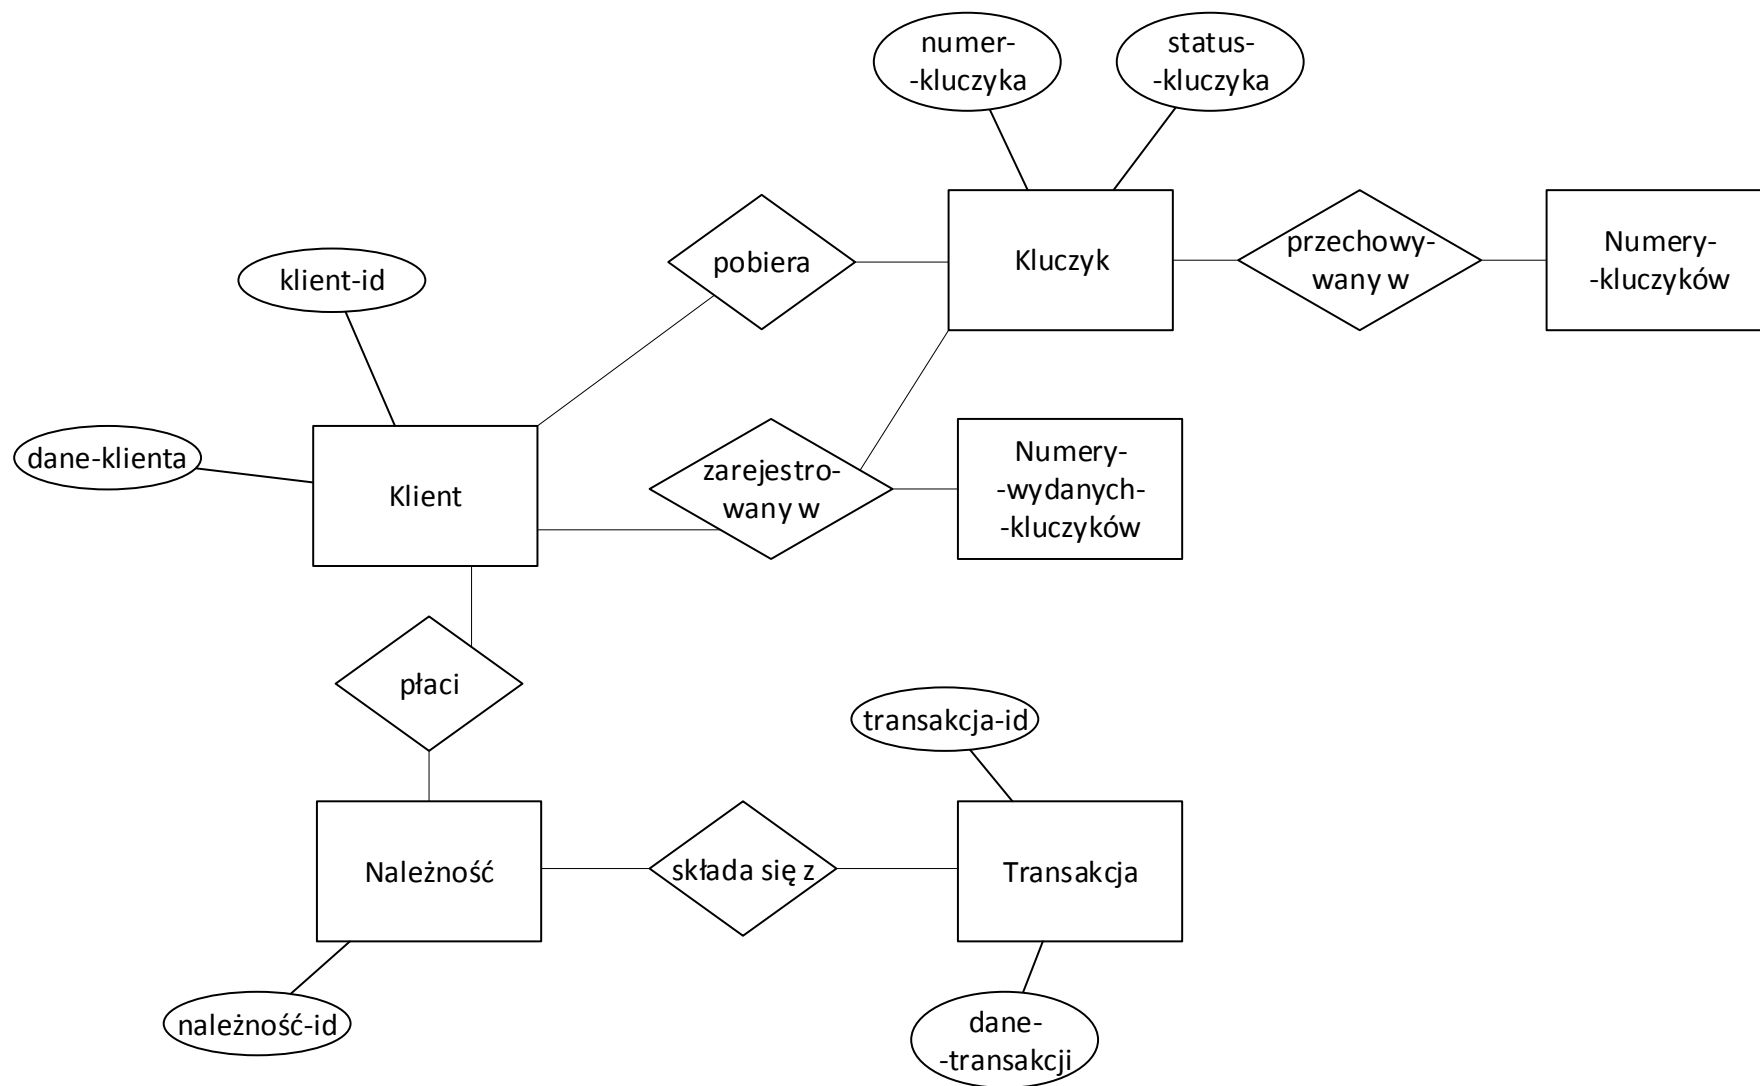 numer-
-kluczyka
status-
-kluczyka
pobiera
Kluczyk
przechowy-
wany w
Numery-
-kluczyków
klient-id
dane-klienta
Klient
zarejestro-
wany w
Numery-
-wydanych-
-kluczyków
płaci
transakcja-id
Należność
składa się z
Transakcja
należność-id
dane-
-transakcji